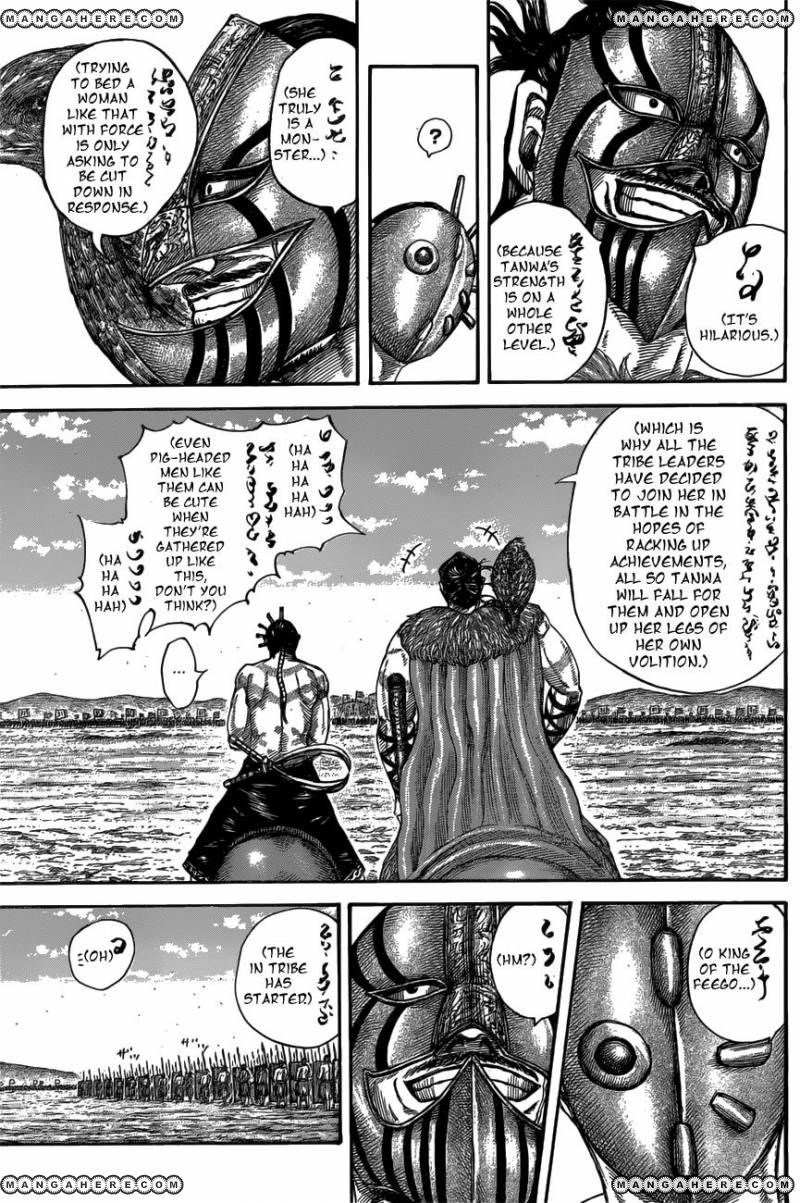 MANGAHERE.COM
MANGAHERE.COM
(IT'S
HILARIOUS.)
(BECAUSE
TANWA'S
STRENGTH
IS ON A
WHOLE
OTHER
LEVEL.)
?
(SHE
TRULY
IS A
MON-
STER...)
(TRYING
TO BED A
WOMAN
LIKE THAT
WITH FORCE
IS ONLY
ASKING TO
BE CUT
DOWN IN
RESPONSE.)
(WHICH IS
WHY ALL THE
TRIBE LEADERS
HAVE DECIDED
TO JOIN HER IN
BATTLE IN THE
HOPES OF
RACKING UP
ACHIEVEMENTS,
ALL SO TANWA
WILL FALL FOR
THEM AND OPEN
UP HER LEGS OF
HER OWN
VOLITION.)
(HA
HA
HA
HA
HAH)
(EVEN
PIG-HEADED
MEN LIKE
THEM CAN
BE CUTE
WHEN
THEY'RE
GATHERED
UP LIKE
THIS,
DON'T YOU
THINK?)
(HA
HA
HA
HAH)
...
(O KING
OF THE
FEEGO...)
(HM?)
(THE
IN TRIBE
HAS
STARTED)
(OH)
ザッ
ザッ
MANGAHERE.COM
MANGAHERE.COM